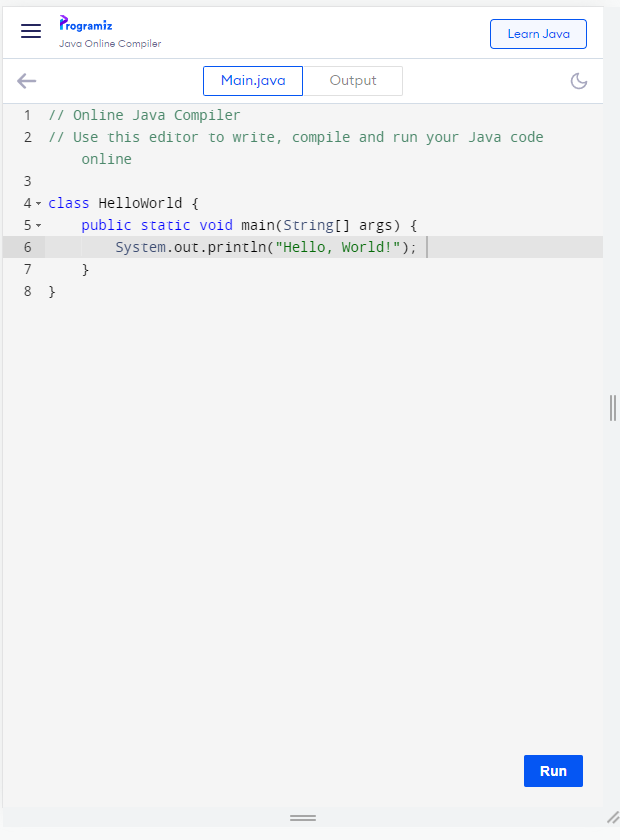 Programiz
Java Online Compiler
Learn Java
Main.java
Output
1 // Online Java Compiler
2 // Use this editor to write, compile and run your Java code
online
3
4 class HelloWorld {
5     public static void main(String[] args) {
6         System.out.println("Hello, World!");
7     }
8 }
Run